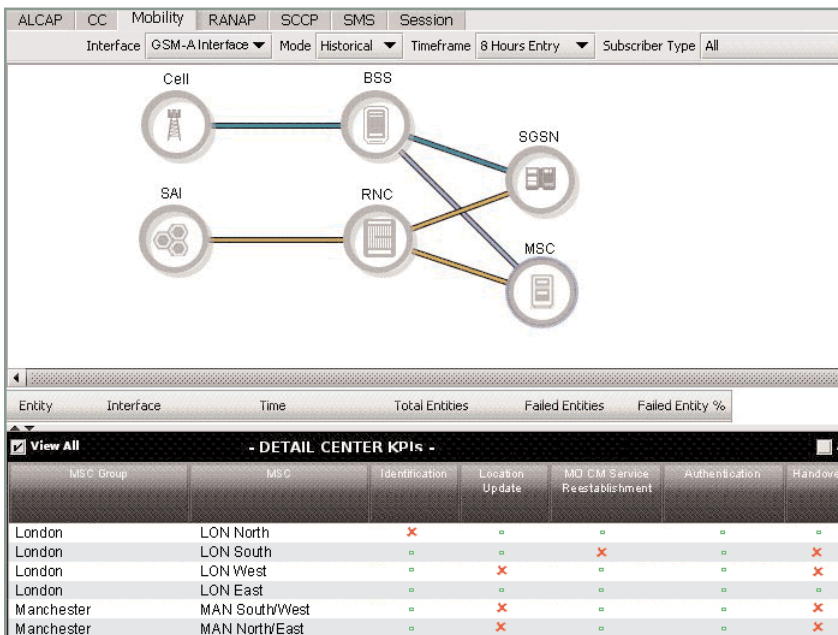 ALCAP CC Mobility RANAP SCCP SMS Session
Interface GSM-A Interface Mode Historical Timeframe 8 Hours Entry Subscriber Type All
Cell
BSS
SGSN
SAI
RNC
MSC
Entity Interface Time Total Entities Failed Entities Failed Entity %
View All - DETAIL CENTER KPIs -
MSC Group MSC Identification Location Update MO CM Service Reestablishment Authentication
London LON North
London LON South
London LON West
London LON East
Manchester MAN South/West
Manchester MAN North/East